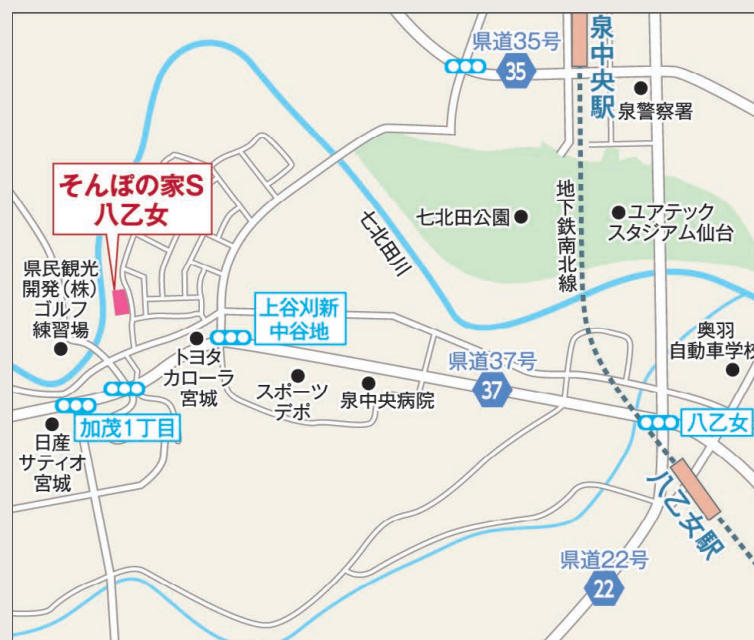 県道35号
35
泉中央駅
泉警察署
そんぽの家S
八乙女
七北田公園
ユアテック
スタジアム仙台
地下鉄南北線
七北田川
県民観光
開発(株)
ゴルフ
練習場
上谷刈新
中谷地
トヨタ
カローラ
宮城
スポーツ
デポ
泉中央病院
県道37号
37
奥羽
自動車学校
加茂1丁目
八乙女
日産
サティオ
宮城
八乙女駅
県道22号
22